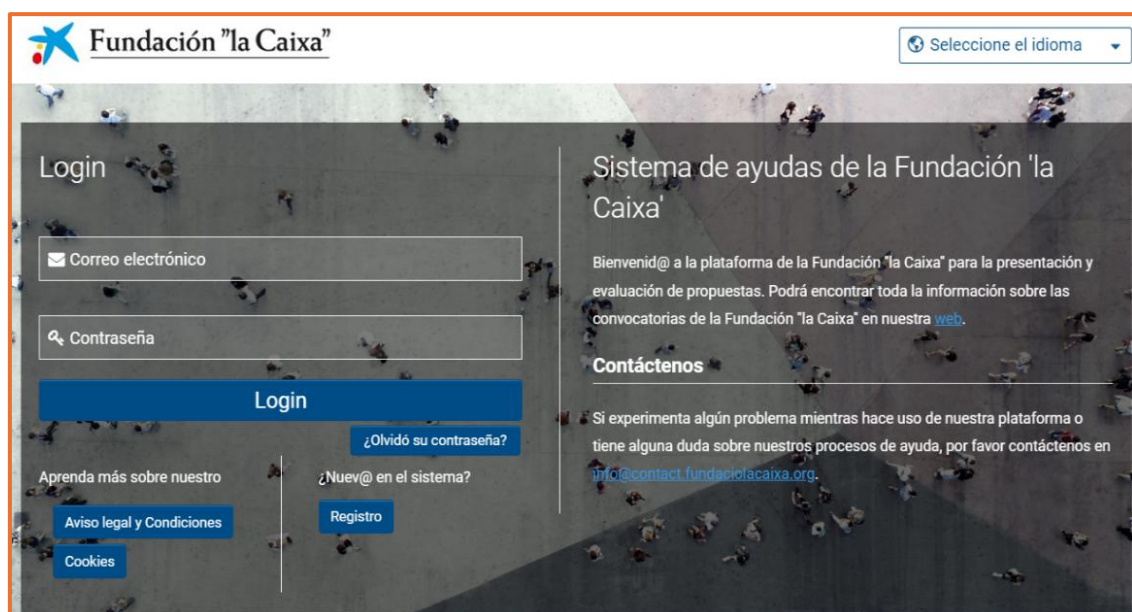 Fundación "la Caixa"
Seleccione el idioma
Login
Correo electrónico
Contraseña
Login
¿Olvidó su contraseña?
Aprenda más sobre nuestro
Aviso legal y Condiciones
Cookies
¿Nuev@ en el sistema?
Registro
Sistema de ayudas de la Fundación 'la
Caixa'
Bienvenid@ a la plataforma de la Fundación "la Caixa" para la presentación y
evaluación de propuestas. Podrá encontrar toda la información sobre las
convocatorias de la Fundación "la Caixa" en nuestra web.
Contáctenos
Si experimenta algún problema mientras hace uso de nuestra plataforma o
tiene alguna duda sobre nuestros procesos de ayuda, por favor contáctenos en
info@contact.fundaciolacaixa.org.